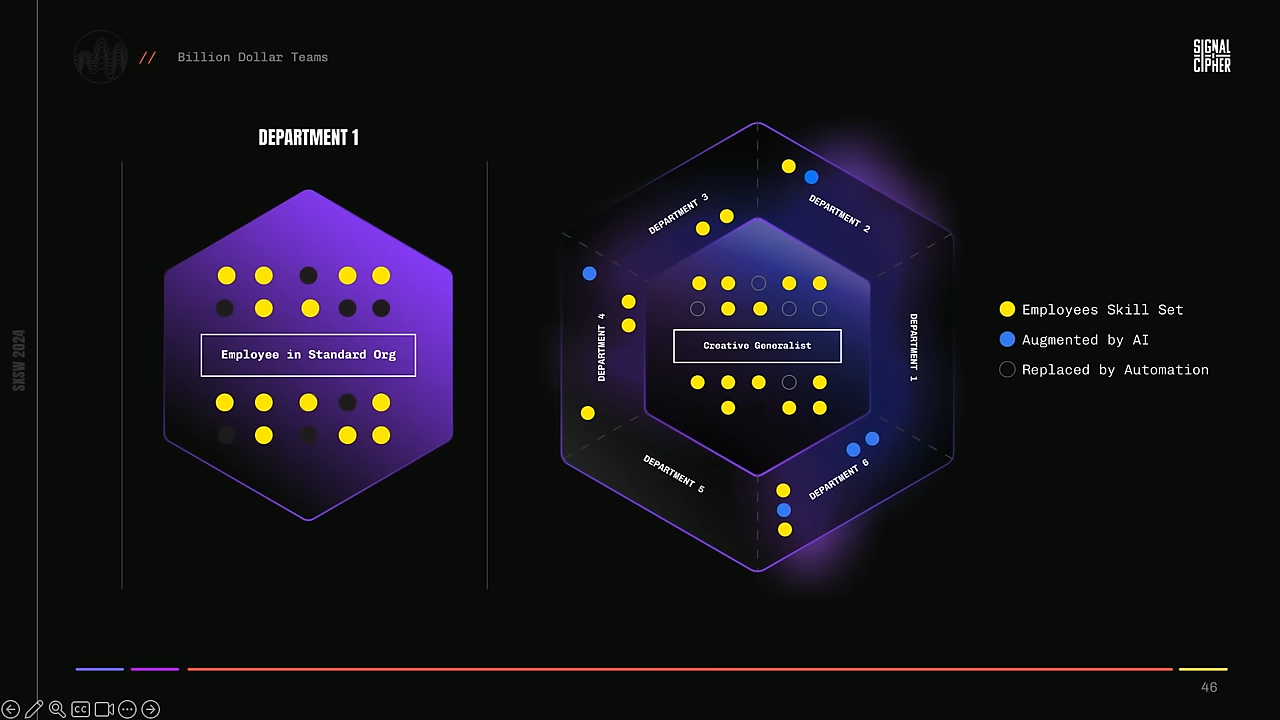 // Billion Dollar Teams
SIGNAL
CIPHER
SXSW 2024
DEPARTMENT 1
Employee in Standard Org
DEPARTMENT 3
DEPARTMENT 2
DEPARTMENT 4
Creative Generalist
DEPARTMENT 1
DEPARTMENT 5
DEPARTMENT 6
Employees Skill Set
Augmented by AI
Replaced by Automation
46
CC